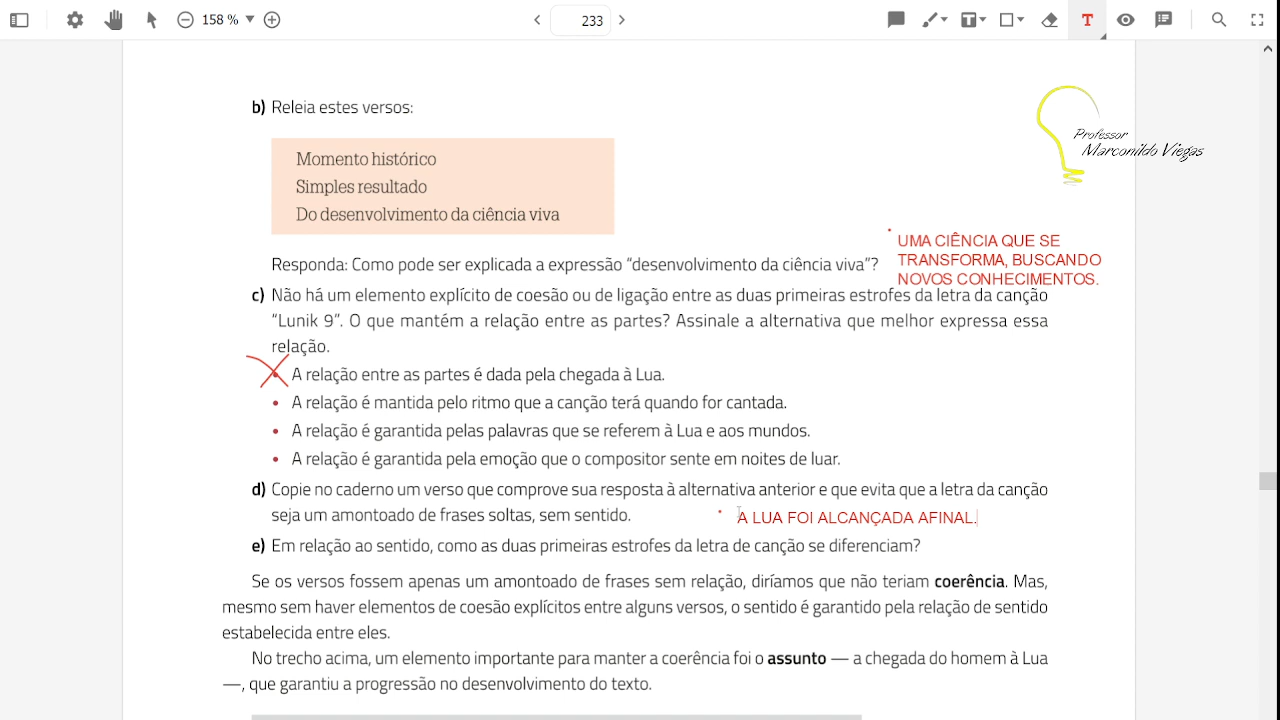 158 %
233
b) Releia estes versos:
Professor
Marconildo Viegas
Momento histórico
Simples resultado
Do desenvolvimento da ciência viva
UMA CIÊNCIA QUE SE
TRANSFORMA, BUSCANDO
NOVOS CONHECIMENTOS.
Responda: Como pode ser explicada a expressão “desenvolvimento da ciência viva”?
c) Não há um elemento explícito de coesão ou de ligação entre as duas primeiras estrofes da letra da canção
“Lunik 9”. O que mantém a relação entre as partes? Assinale a alternativa que melhor expressa essa
relação.
• A relação entre as partes é dada pela chegada à Lua.
• A relação é mantida pelo ritmo que a canção terá quando for cantada.
• A relação é garantida pelas palavras que se referem à Lua e aos mundos.
• A relação é garantida pela emoção que o compositor sente em noites de luar.
d) Copie no caderno um verso que comprove sua resposta à alternativa anterior e que evita que a letra da canção
seja um amontoado de frases soltas, sem sentido.
A LUA FOI ALCANÇADA AFINAL.
e) Em relação ao sentido, como as duas primeiras estrofes da letra de canção se diferenciam?
Se os versos fossem apenas um amontoado de frases sem relação, diríamos que não teriam coerência. Mas,
mesmo sem haver elementos de coesão explícitos entre alguns versos, o sentido é garantido pela relação de sentido
estabelecida entre eles.
No trecho acima, um elemento importante para manter a coerência foi o assunto — a chegada do homem à Lua
—, que garantiu a progressão no desenvolvimento do texto.